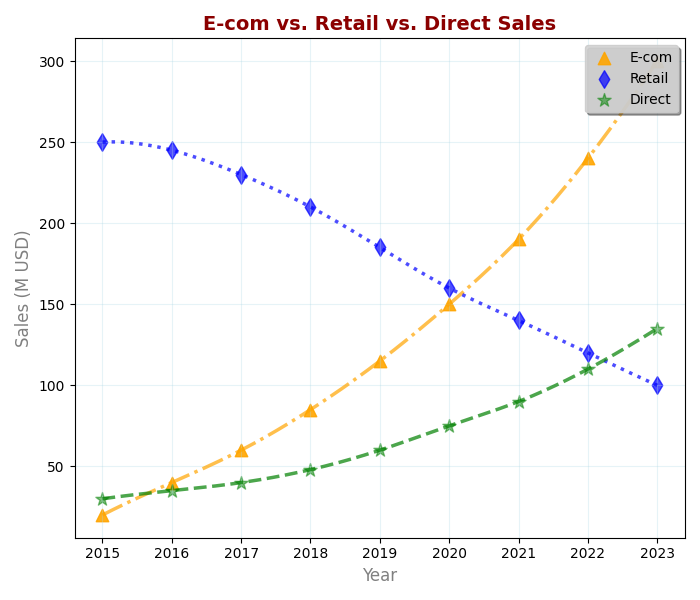 E-com vs. Retail vs. Direct Sales
E-com
Retail
Direct
Sales (M USD)
300
250
200
150
100
50
2015 2016 2017 2018 2019 2020 2021 2022 2023
Year